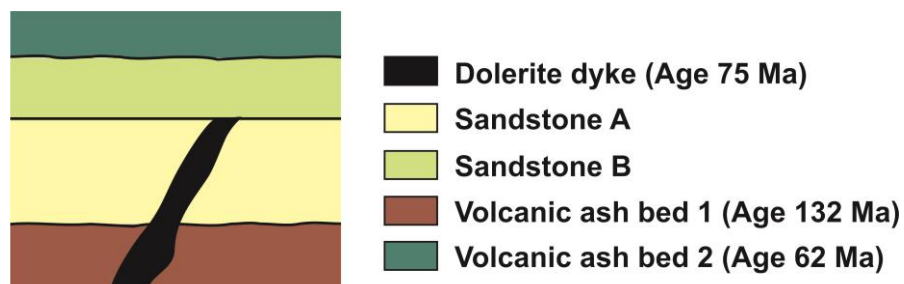 Dolerite dyke (Age 75 Ma)
Sandstone A
Sandstone B
Volcanic ash bed 1 (Age 132 Ma)
Volcanic ash bed 2 (Age 62 Ma)